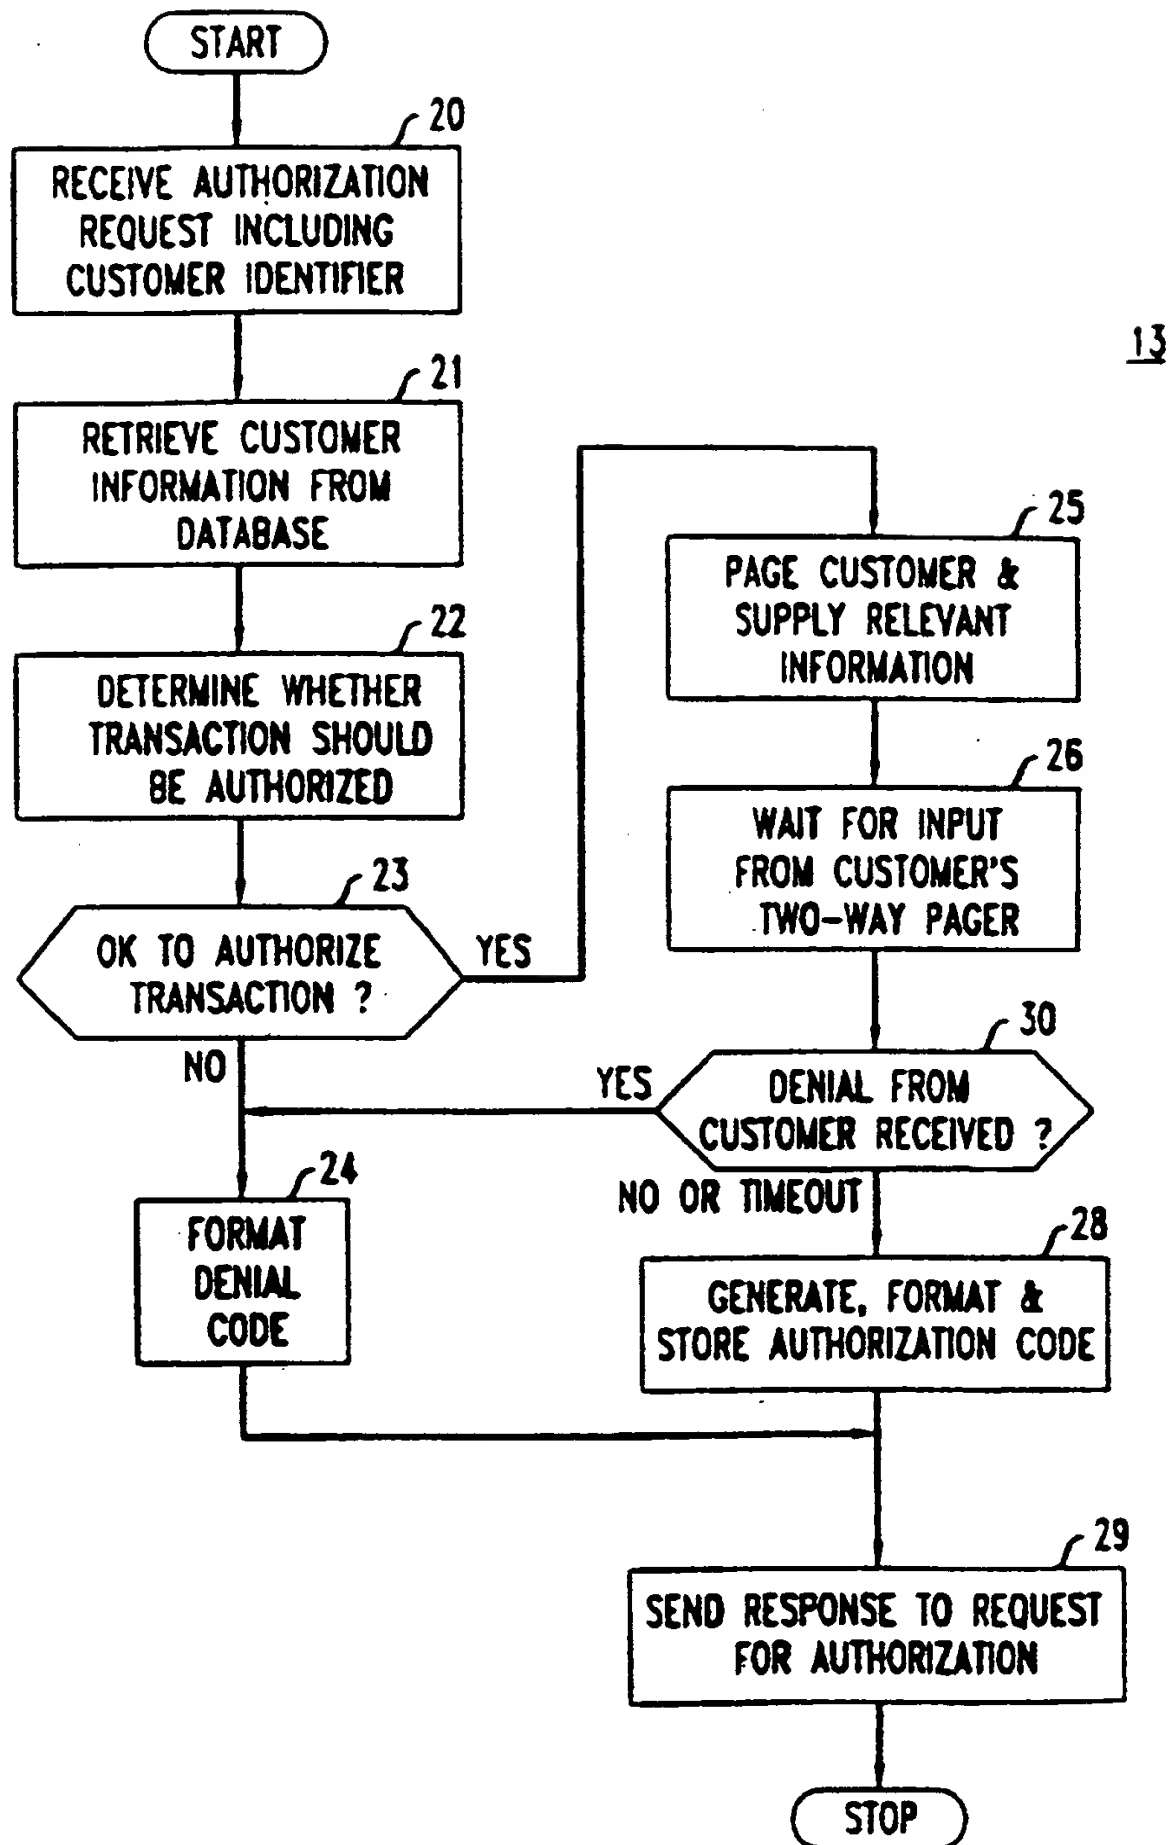 START
20
RECEIVE AUTHORIZATION
REQUEST INCLUDING
CUSTOMER IDENTIFIER
13
21
RETRIEVE CUSTOMER
INFORMATION FROM
DATABASE
22
DETERMINE WHETHER
TRANSACTION SHOULD
BE AUTHORIZED
23
OK TO AUTHORIZE
TRANSACTION ?
YES
NO
25
PAGE CUSTOMER &
SUPPLY RELEVANT
INFORMATION
26
WAIT FOR INPUT
FROM CUSTOMER'S
TWO-WAY PAGER
30
DENIAL FROM
CUSTOMER RECEIVED ?
YES
NO OR TIMEOUT
24
FORMAT
DENIAL
CODE
28
GENERATE, FORMAT &
STORE AUTHORIZATION CODE
29
SEND RESPONSE TO REQUEST
FOR AUTHORIZATION
STOP